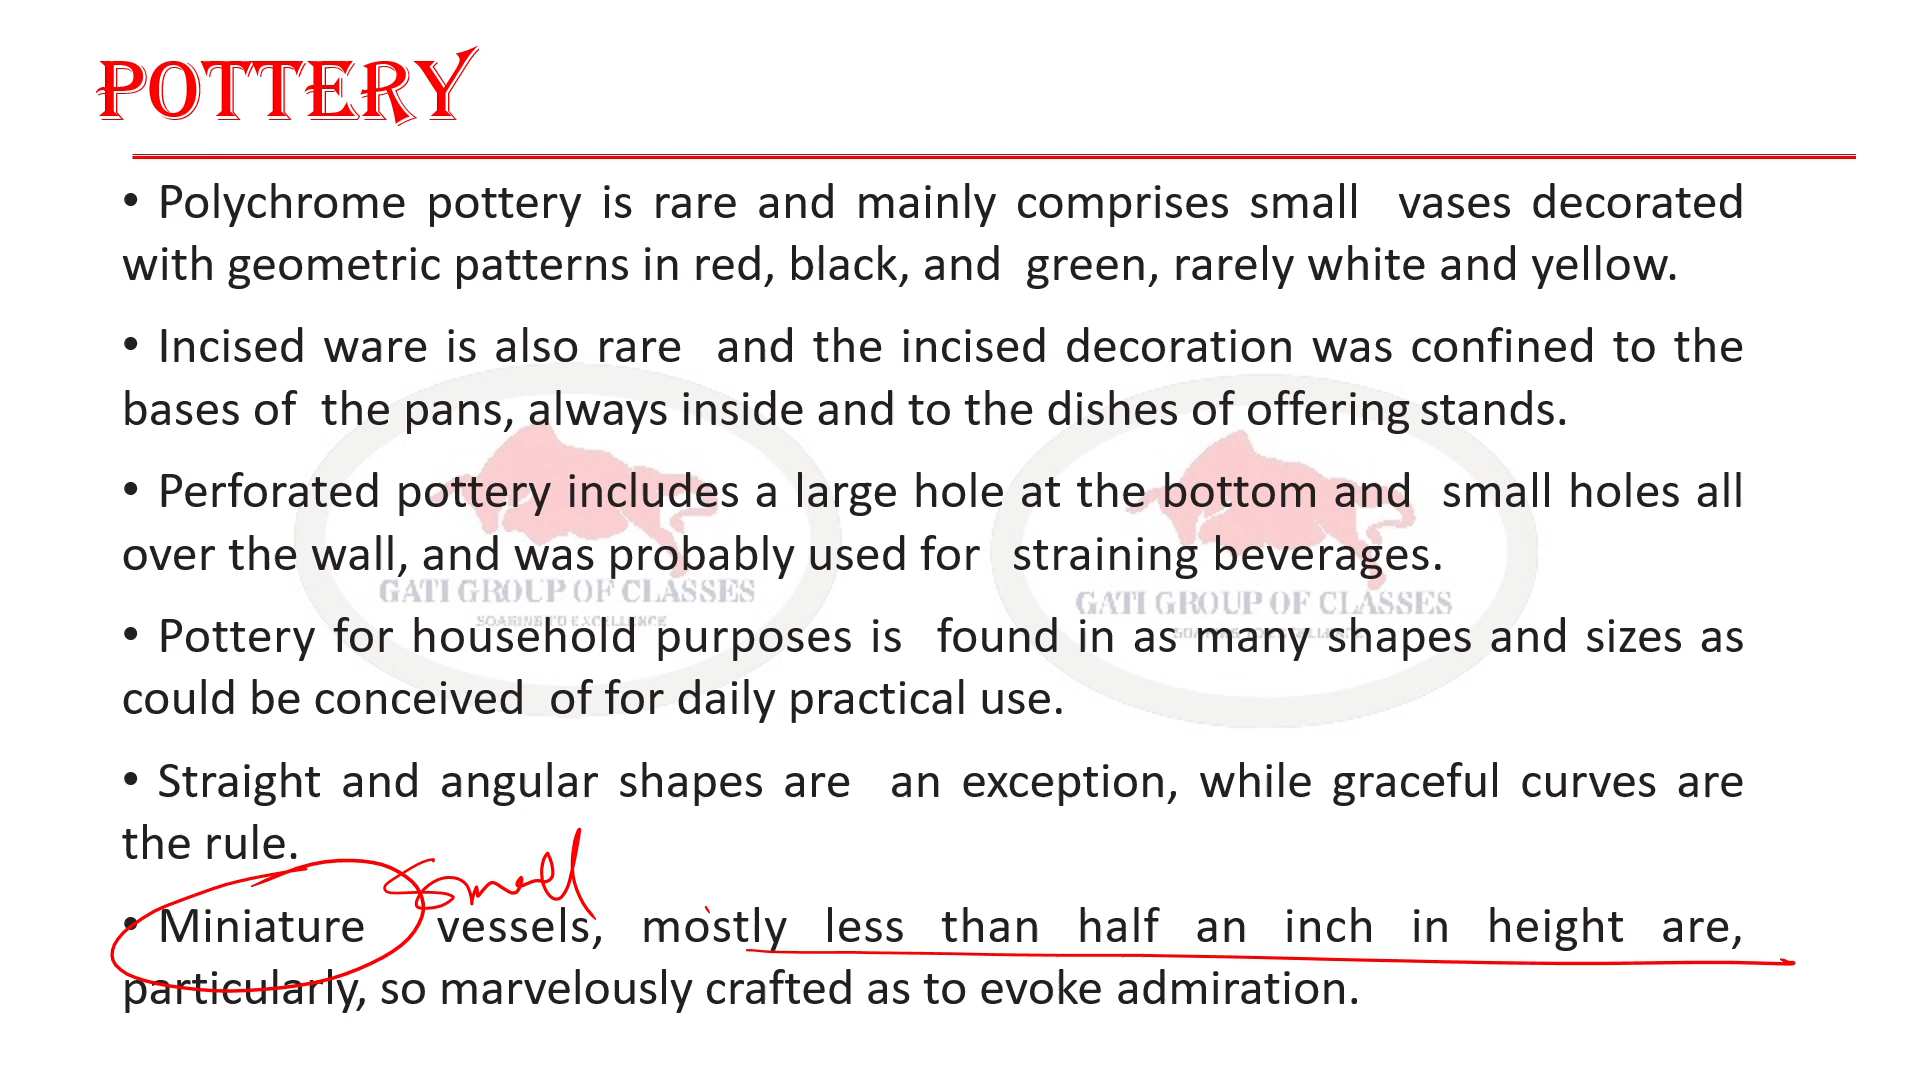 POTTERY
• Polychrome pottery is rare and mainly comprises small vases decorated
with geometric patterns in red, black, and green, rarely white and yellow.
• Incised ware is also rare and the incised decoration was confined to the
bases of the pans, always inside and to the dishes of offering stands.
• Perforated pottery includes a large hole at the bottom and small holes all
over the wall, and was probably used for straining beverages.
GATI GROUP OF CLASSES GATI GROUP OF CLASSES
SOARING TO EXCELLENCE SOARING TO EXCELLENCE
• Pottery for household purposes is found in as many shapes and sizes as
could be conceived of for daily practical use.
• Straight and angular shapes are an exception, while graceful curves are
the rule.
small
• Miniature vessels, mostly less than half an inch in height are,
particularly, so marvelously crafted as to evoke admiration.